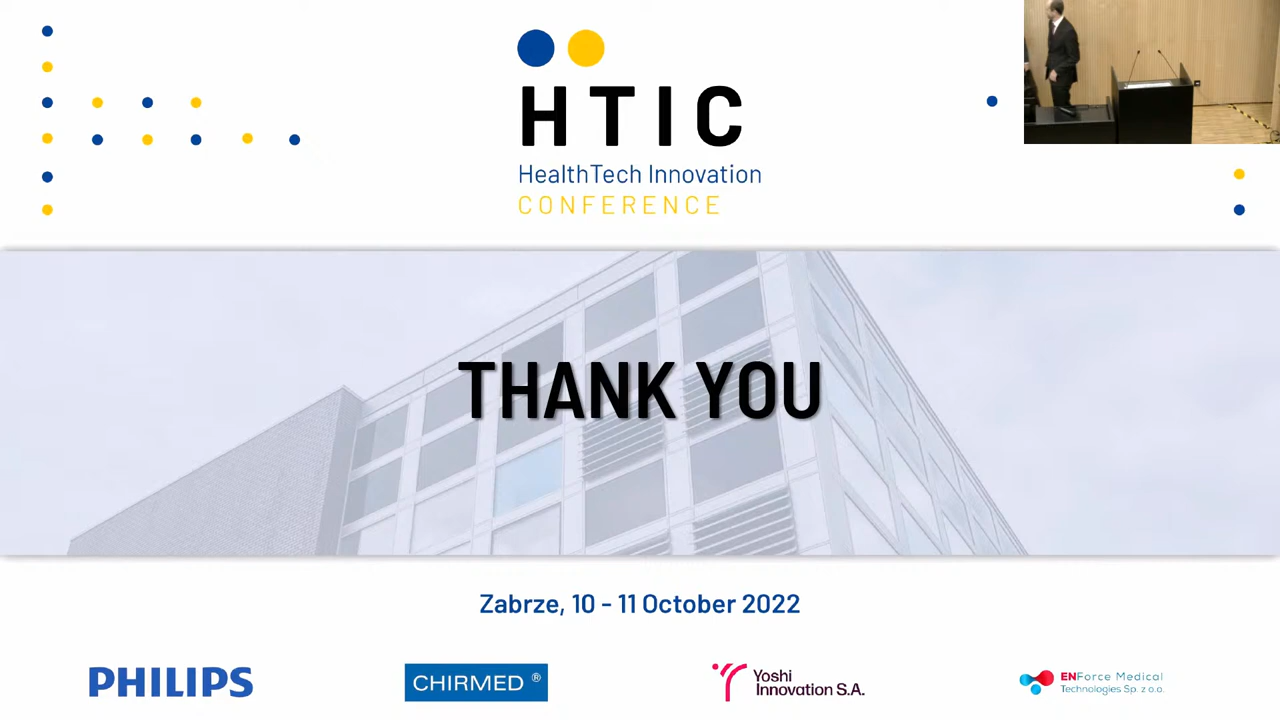 HTIC
HealthTech Innovation
CONFERENCE
THANK YOU
Zabrze, 10 - 11 October 2022
PHILIPS
CHIRMED ®
Yoshi
Innovation S.A.
ENForce Medical
Technologies Sp. z o.o.